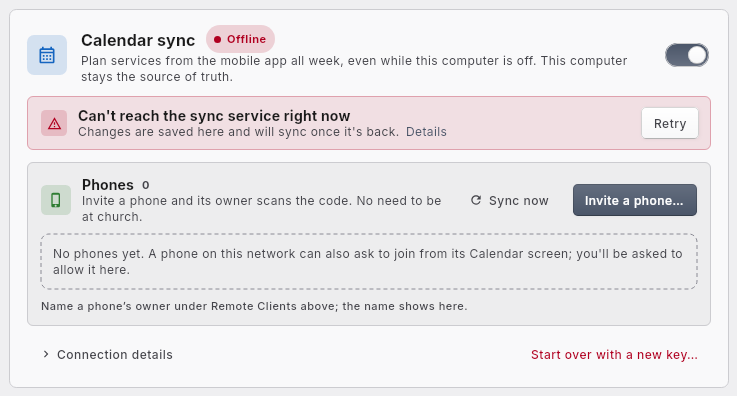 Calendar sync
Offline
Plan services from the mobile app all week, even while this computer is off. This computer
stays the source of truth.
Can't reach the sync service right now
Changes are saved here and will sync once it's back. Details
Retry
Phones 0
Invite a phone and its owner scans the code. No need to be
at church.
Sync now
Invite a phone...
No phones yet. A phone on this network can also ask to join from its Calendar screen; you'll be asked to
allow it here.
Name a phone's owner under Remote Clients above; the name shows here.
Connection details
Start over with a new key...